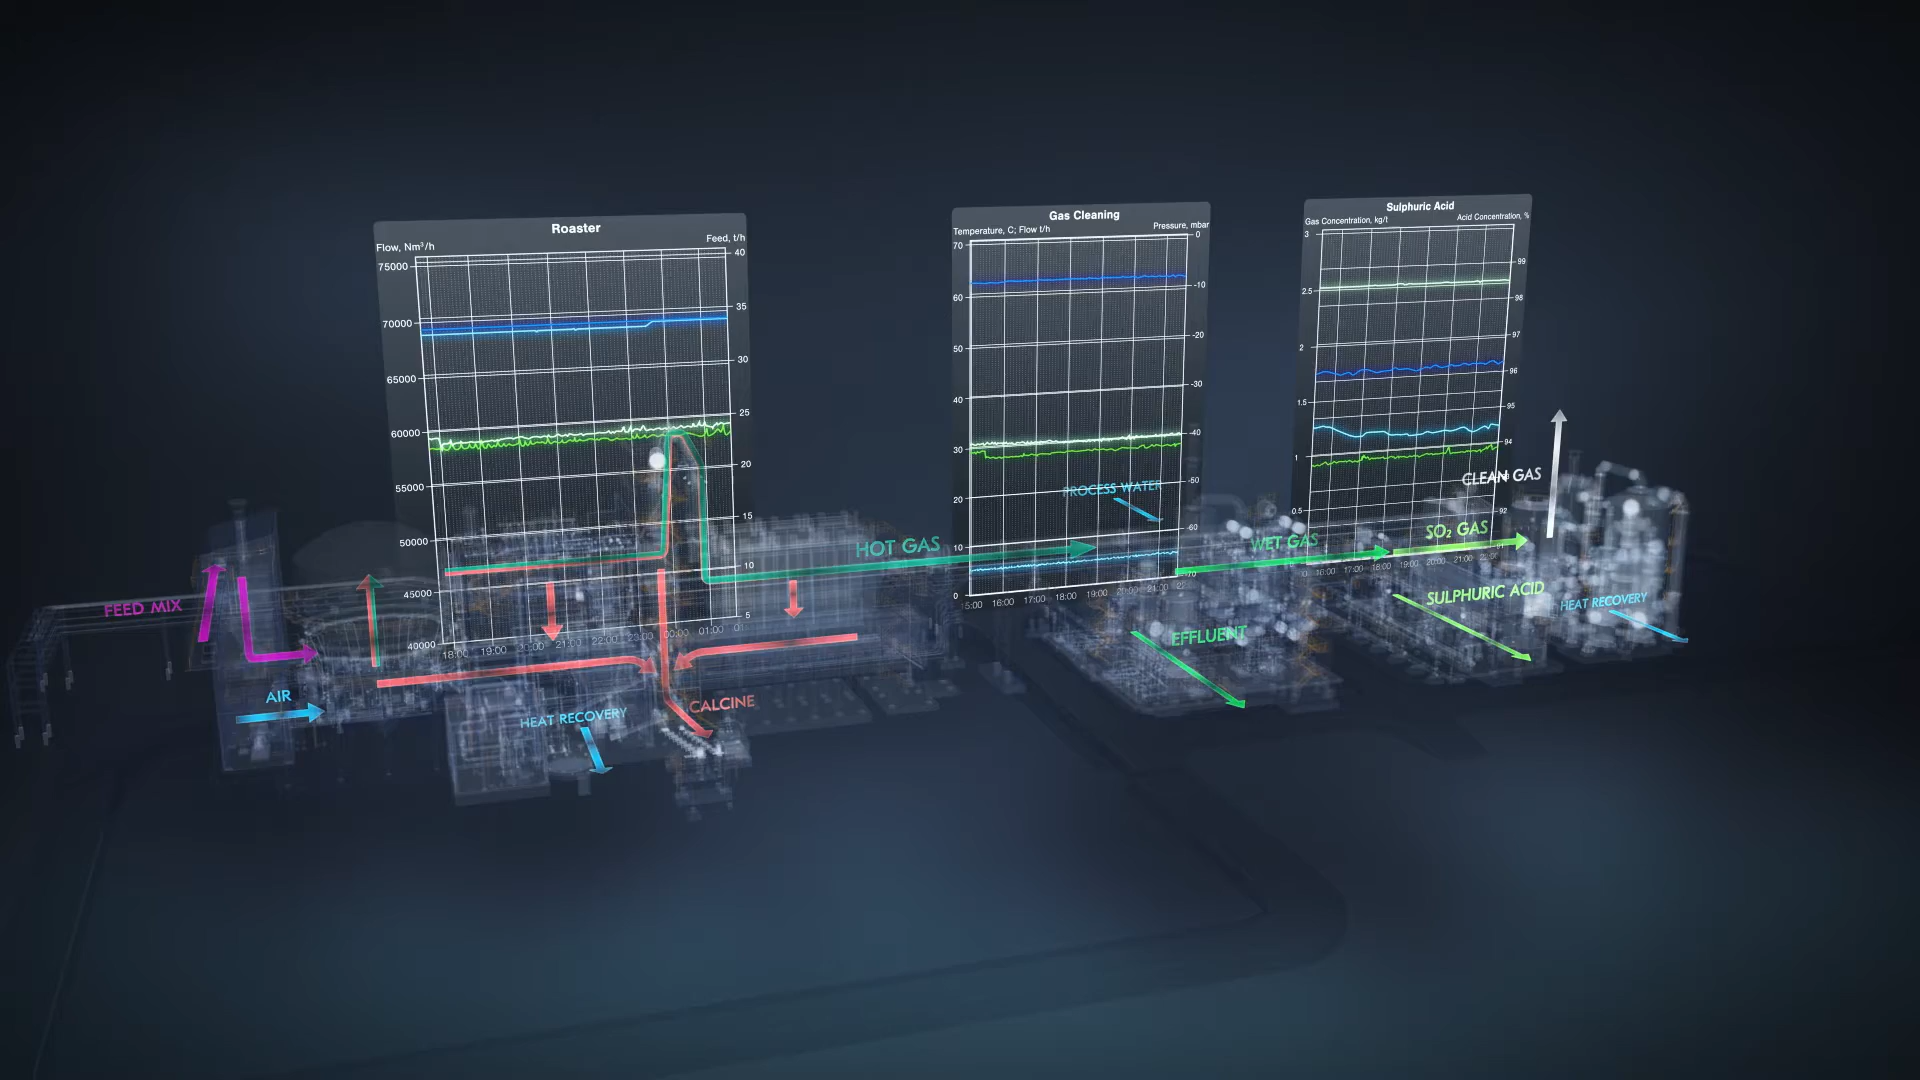 Roaster
Flow, Nm³/h
Feed, t/h
75000
70000
65000
60000
55000
50000
45000
40000
40
35
30
25
20
15
10
5
18:00 19:00 20:00 21:00 22:00 23:00 00:00 01:00
Gas Cleaning
Temperature, C; Flow t/h
Pressure, mbar
70
60
50
40
30
20
10
0
0
-10
-20
-30
-40
-50
-60
-70
15:00 16:00 17:00 18:00 19:00 20:00 21:00
Sulphuric Acid
Gas Concentration, kg/t
Acid Concentration, %
3
2.5
2
1.5
1
0.5
0
99
98
97
96
95
94
92
16:00 17:00 18:00 19:00 20:00 21:00 22:00
FEED MIX
AIR
HEAT RECOVERY
CALCINE
HOT GAS
PROCESS WATER
WET GAS
EFFLUENT
SO₂ GAS
CLEAN GAS
SULPHURIC ACID
HEAT RECOVERY